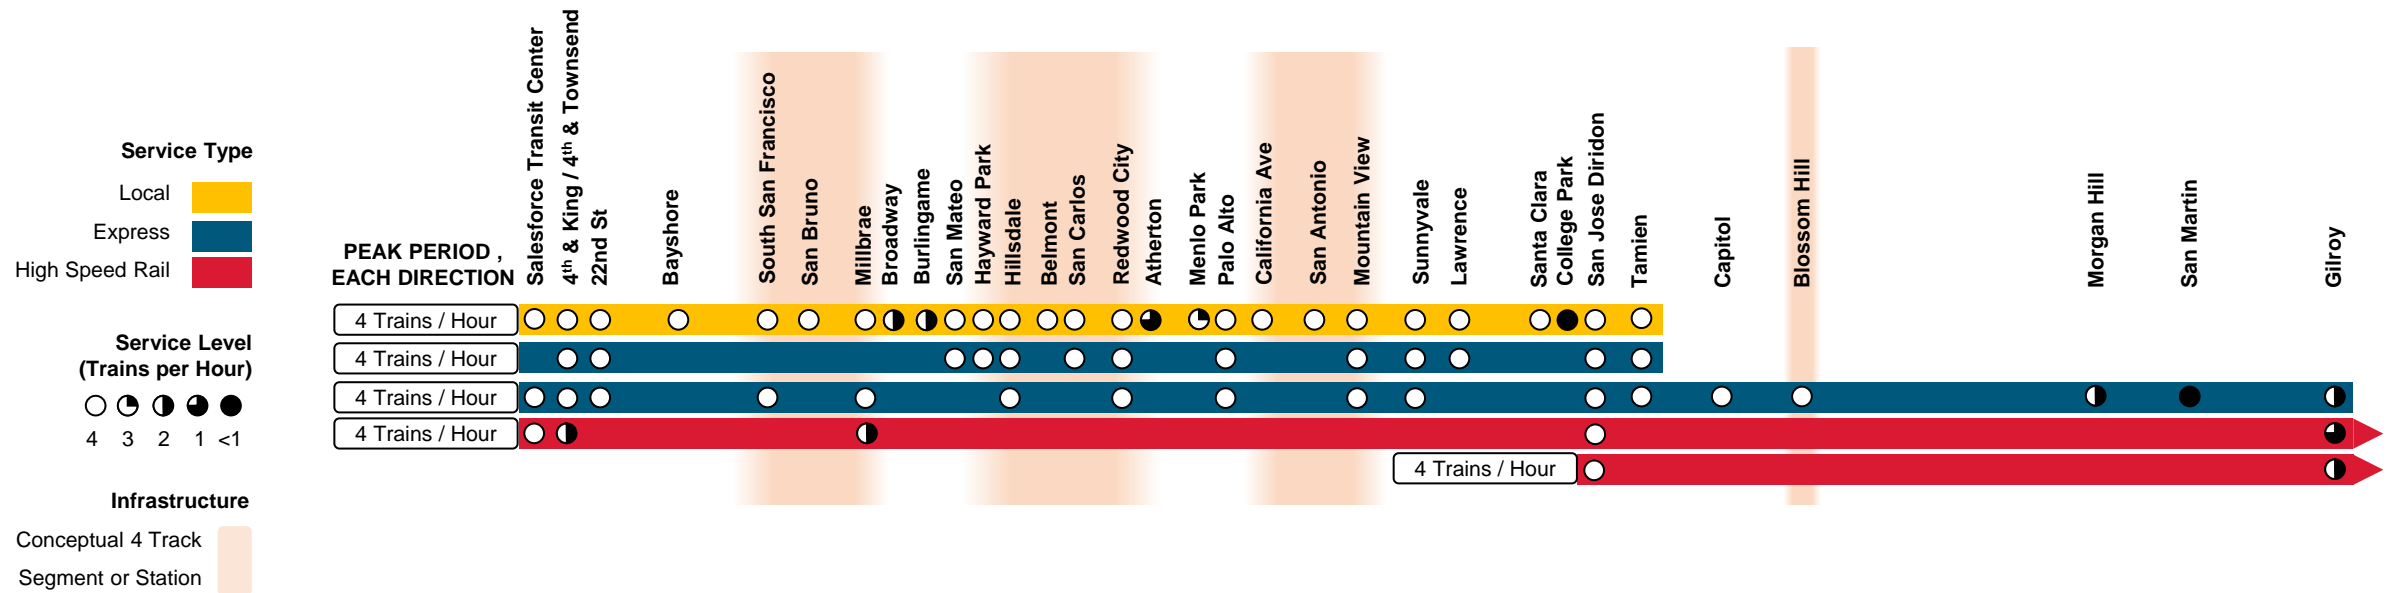 Service Type
Local
Express
High Speed Rail
Service Level
(Trains per Hour)
4 3 2 1 <1
Infrastructure
Conceptual 4 Track
Segment or Station
PEAK PERIOD ,
EACH DIRECTION
Salesforce Transit Center
4th & King / 4th & Townsend
22nd St
Bayshore
South San Francisco
San Bruno
Millbrae
Broadway
Burlingame
San Mateo
Hayward Park
Hillsdale
Belmont
San Carlos
Redwood City
Atherton
Menlo Park
Palo Alto
California Ave
San Antonio
Mountain View
Sunnyvale
Lawrence
Santa Clara
College Park
San Jose Diridon
Tamien
Capitol
Blossom Hill
Morgan Hill
San Martin
Gilroy
4 Trains / Hour
4 Trains / Hour
4 Trains / Hour
4 Trains / Hour
4 Trains / Hour